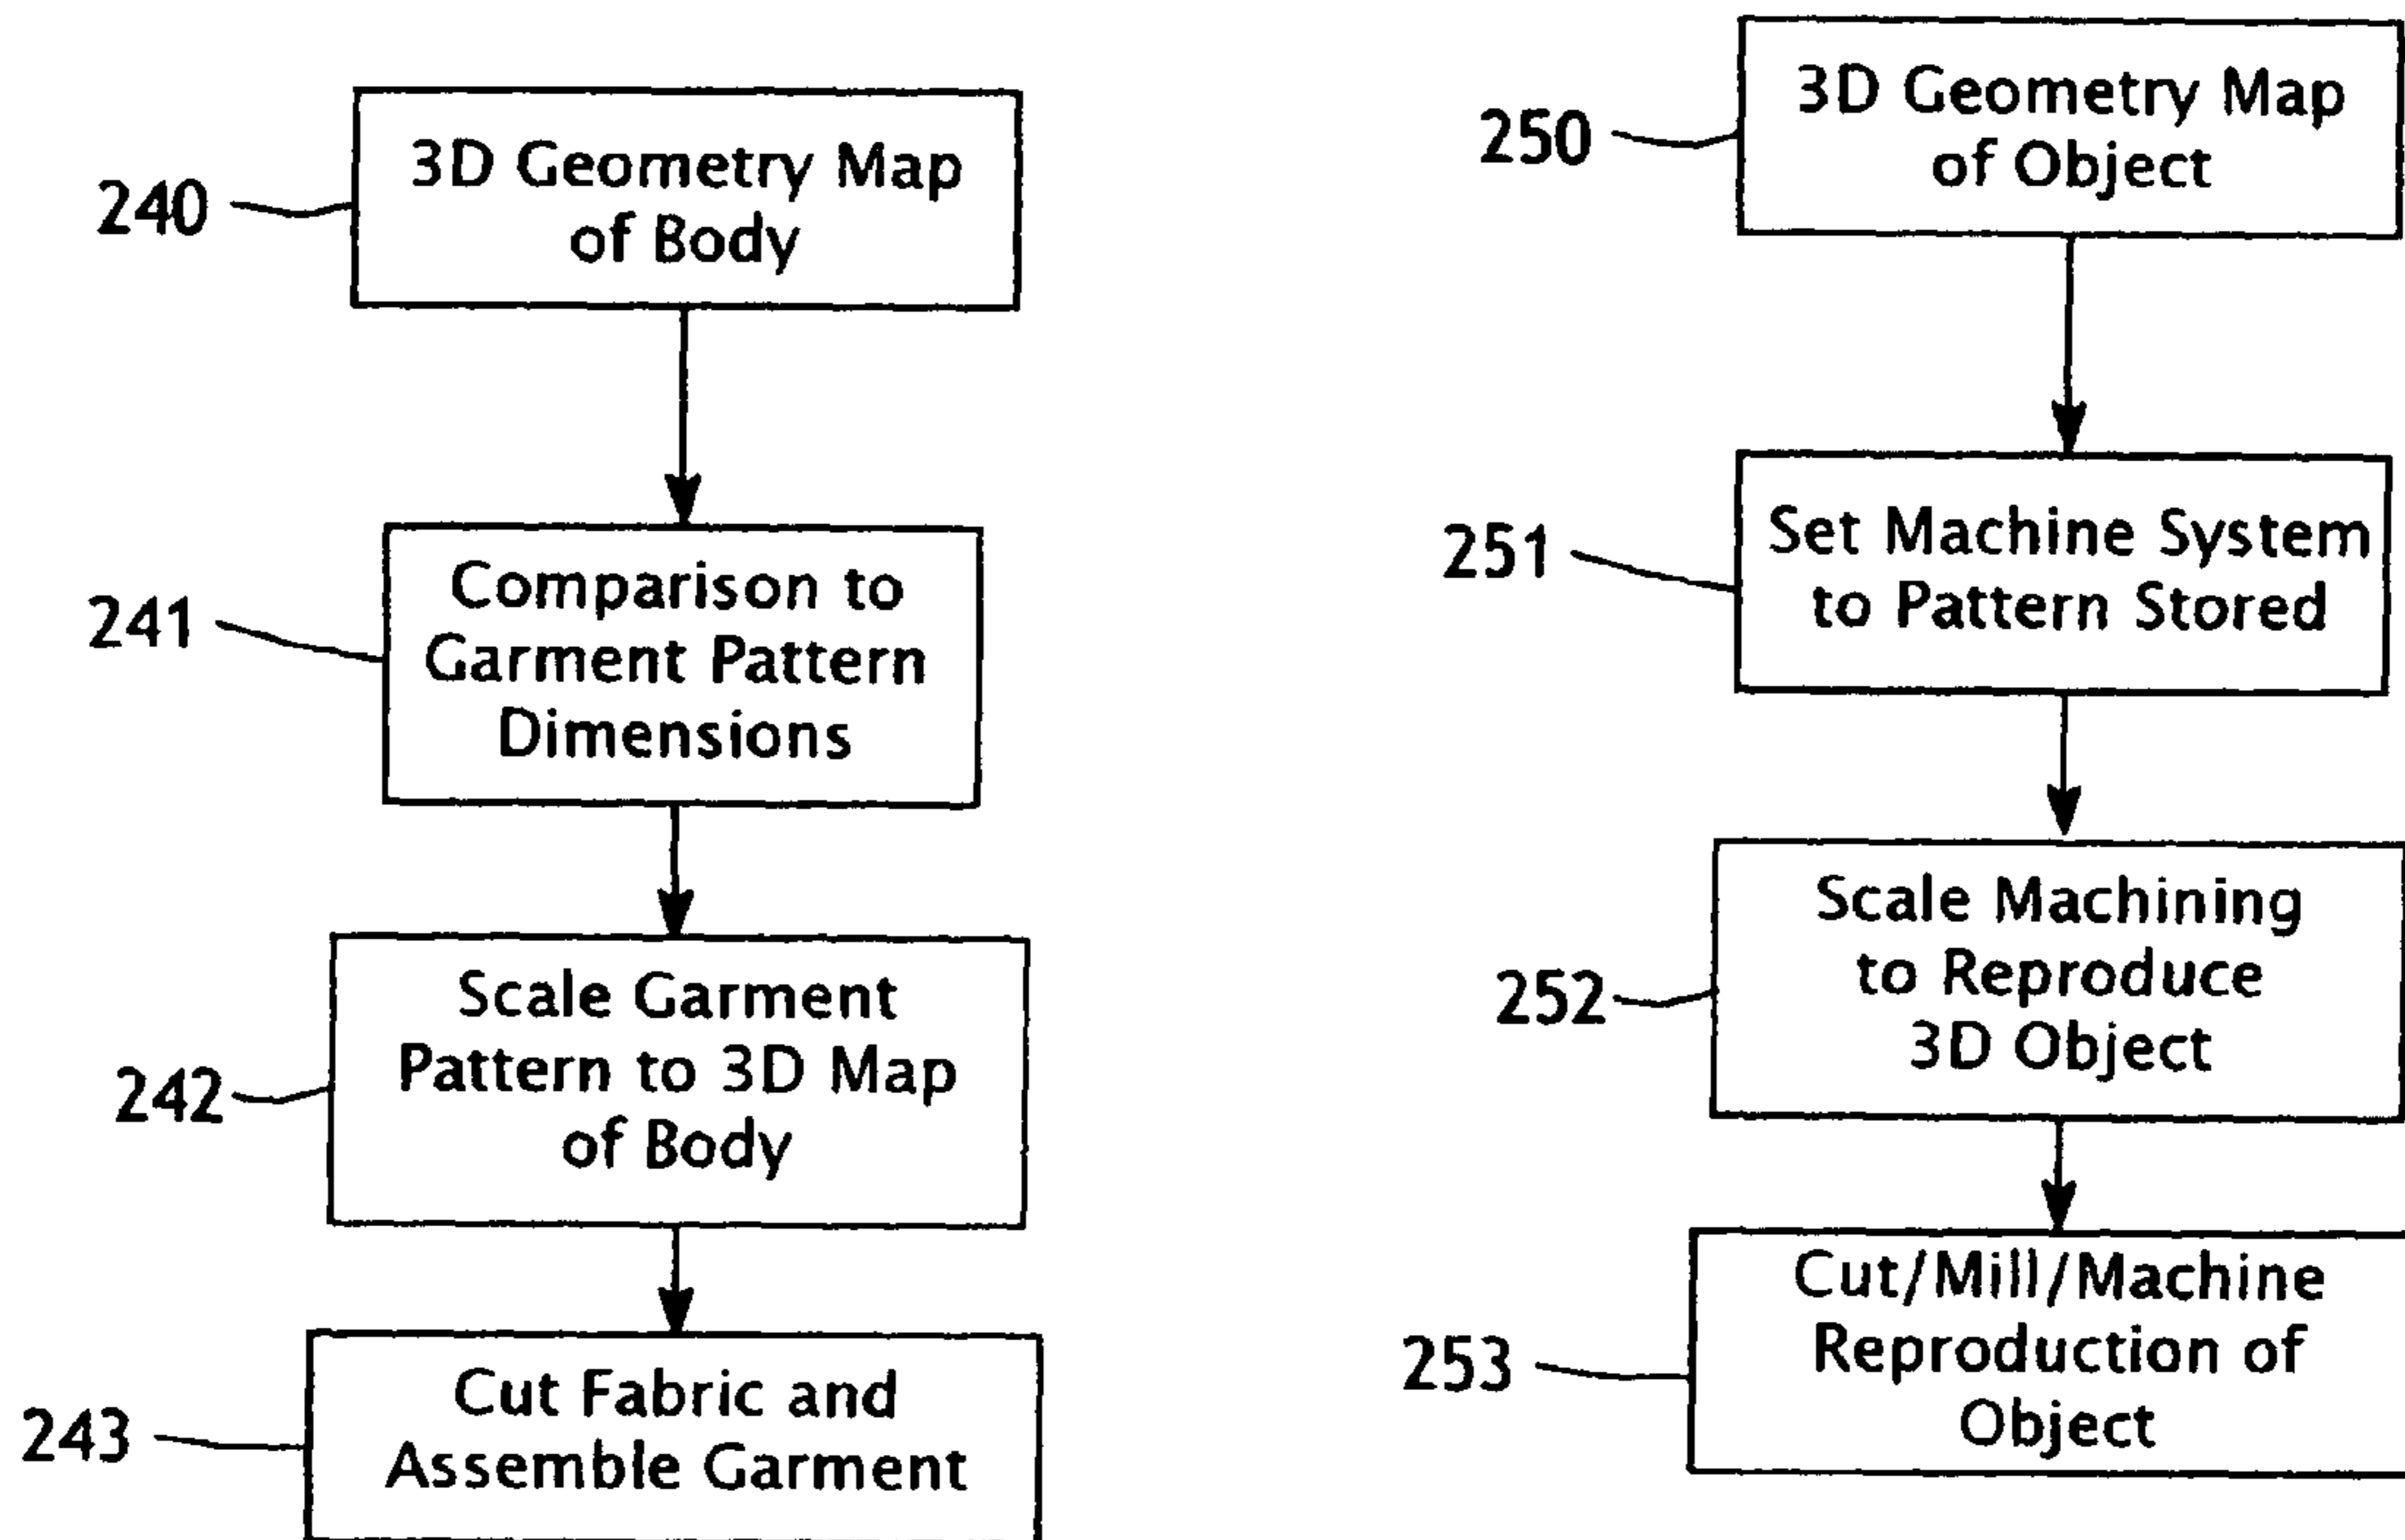 240
3D Geometry Map
of Body
241
Comparison to
Garment Pattern
Dimensions
242
Scale Garment
Pattern to 3D Map
of Body
243
Cut Fabric and
Assemble Garment
250
3D Geometry Map
of Object
251
Set Machine System
to Pattern Stored
252
Scale Machining
to Reproduce
3D Object
253
Cut/Mill/Machine
Reproduction of
Object